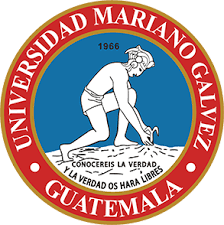 UNIVERSIDAD MARIANO GALVEZ
1966
CONOCEREIS LA VERDAD
Y LA VERDAD OS HARA LIBRES
GUATEMALA